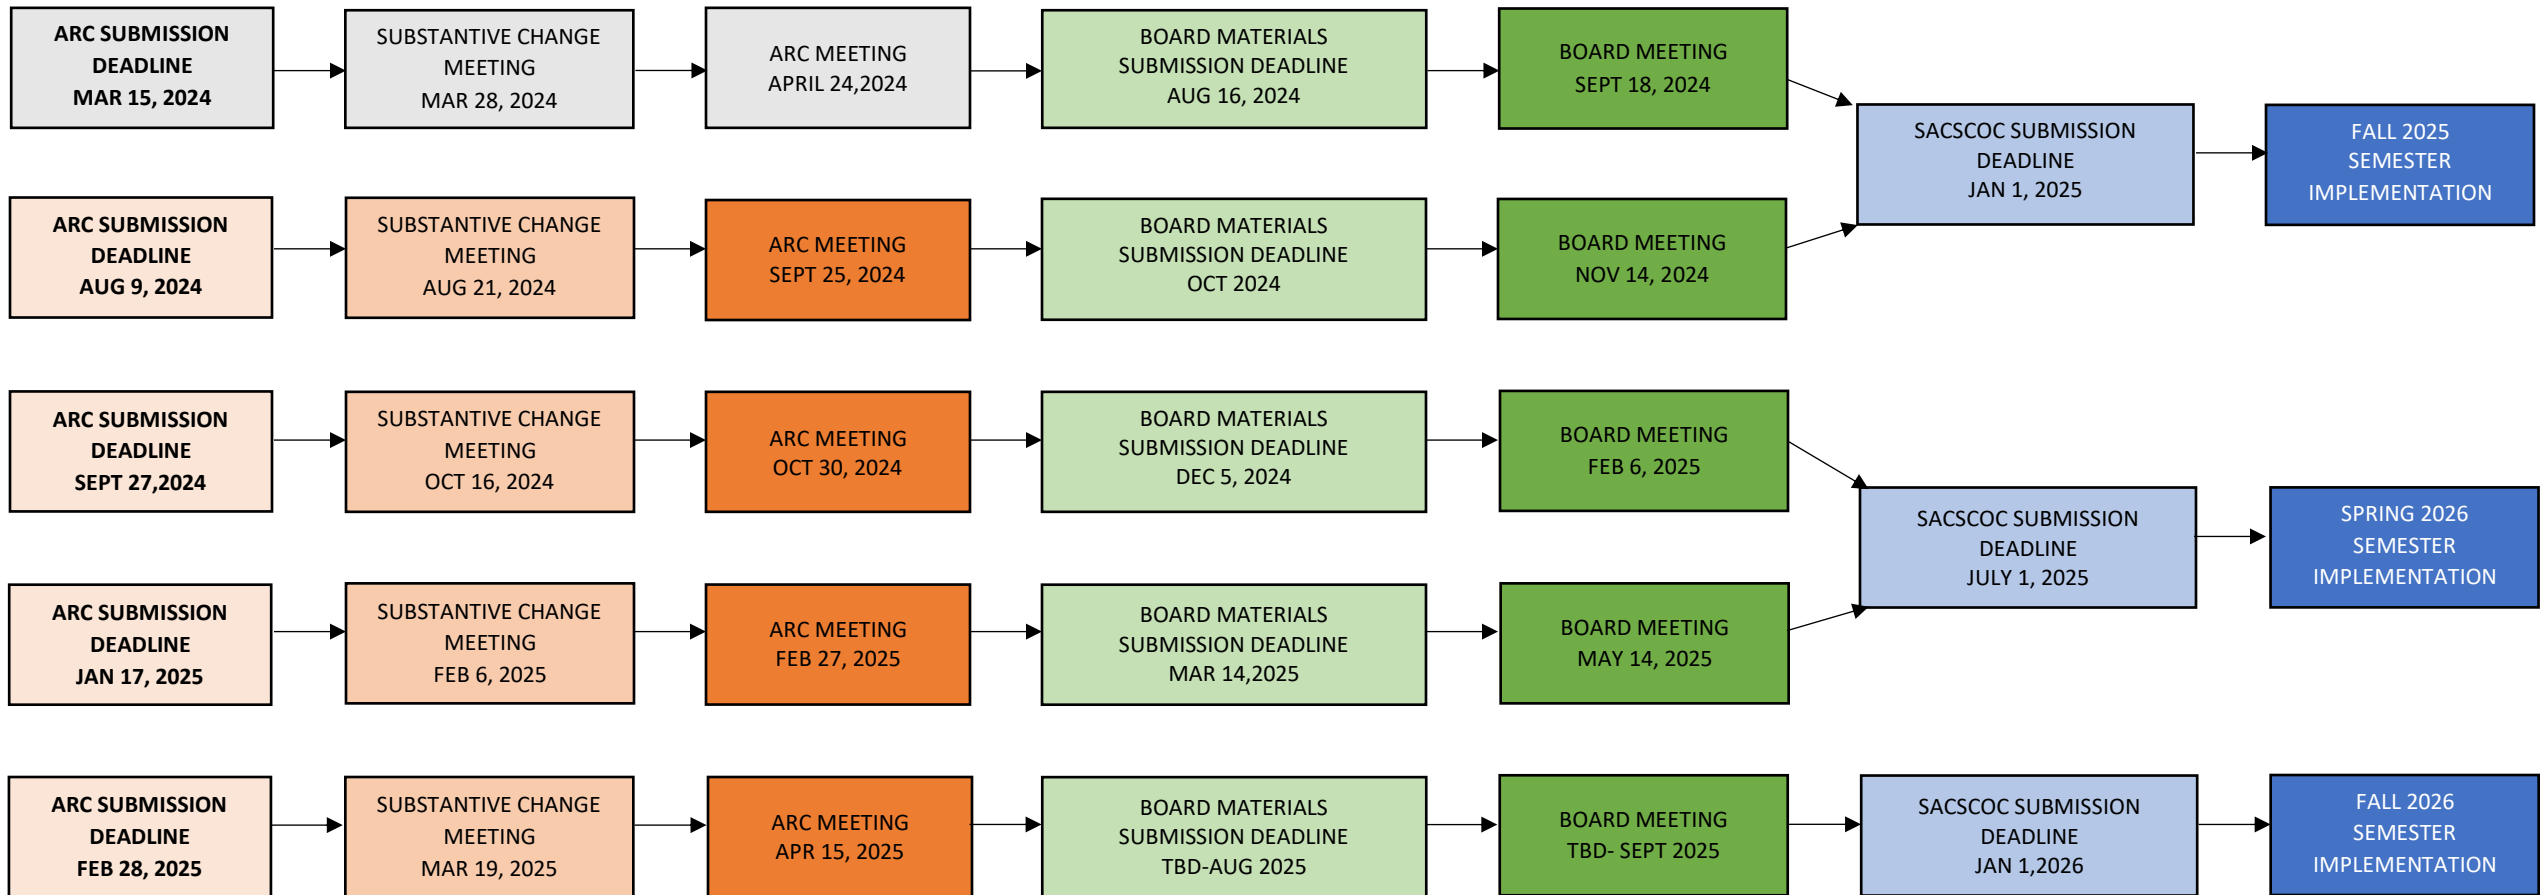 ARC SUBMISSION
DEADLINE
MAR 15, 2024
SUBSTANTIVE CHANGE
MEETING
MAR 28, 2024
ARC MEETING
APRIL 24,2024
BOARD MATERIALS
SUBMISSION DEADLINE
AUG 16, 2024
BOARD MEETING
SEPT 18, 2024
ARC SUBMISSION
DEADLINE
AUG 9, 2024
SUBSTANTIVE CHANGE
MEETING
AUG 21, 2024
ARC MEETING
SEPT 25, 2024
BOARD MATERIALS
SUBMISSION DEADLINE
OCT 2024
BOARD MEETING
NOV 14, 2024
SACSCOC SUBMISSION
DEADLINE
JAN 1, 2025
FALL 2025
SEMESTER
IMPLEMENTATION
ARC SUBMISSION
DEADLINE
SEPT 27,2024
SUBSTANTIVE CHANGE
MEETING
OCT 16, 2024
ARC MEETING
OCT 30, 2024
BOARD MATERIALS
SUBMISSION DEADLINE
DEC 5, 2024
BOARD MEETING
FEB 6, 2025
ARC SUBMISSION
DEADLINE
JAN 17, 2025
SUBSTANTIVE CHANGE
MEETING
FEB 6, 2025
ARC MEETING
FEB 27, 2025
BOARD MATERIALS
SUBMISSION DEADLINE
MAR 14,2025
BOARD MEETING
MAY 14, 2025
SACSCOC SUBMISSION
DEADLINE
JULY 1, 2025
SPRING 2026
SEMESTER
IMPLEMENTATION
ARC SUBMISSION
DEADLINE
FEB 28, 2025
SUBSTANTIVE CHANGE
MEETING
MAR 19, 2025
ARC MEETING
APR 15, 2025
BOARD MATERIALS
SUBMISSION DEADLINE
TBD-AUG 2025
BOARD MEETING
TBD- SEPT 2025
SACSCOC SUBMISSION
DEADLINE
JAN 1,2026
FALL 2026
SEMESTER
IMPLEMENTATION